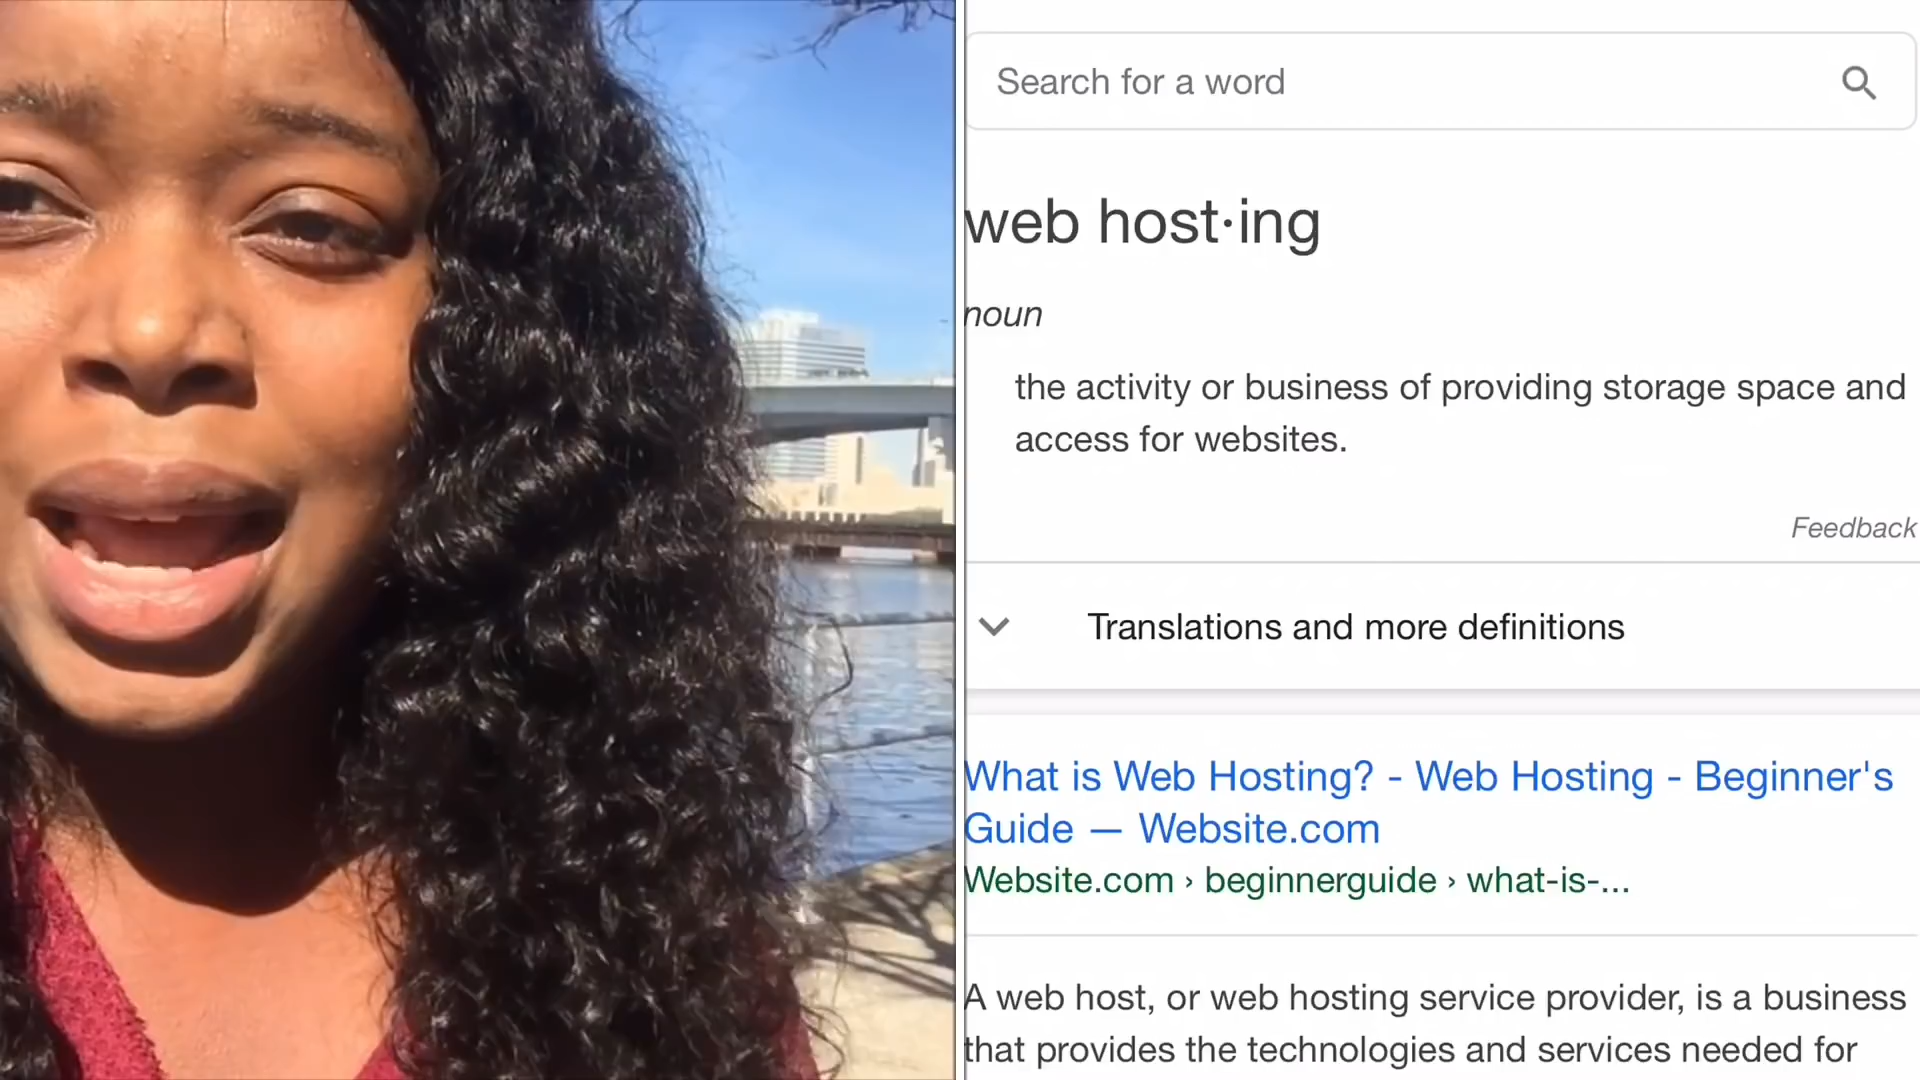 Search for a word
web host·ing
noun
the activity or business of providing storage space and
access for websites.
Feedback
Translations and more definitions
What is Web Hosting? - Web Hosting - Beginner's
Guide — Website.com
Website.com › beginnerguide › what-is-...
A web host, or web hosting service provider, is a business
that provides the technologies and services needed for